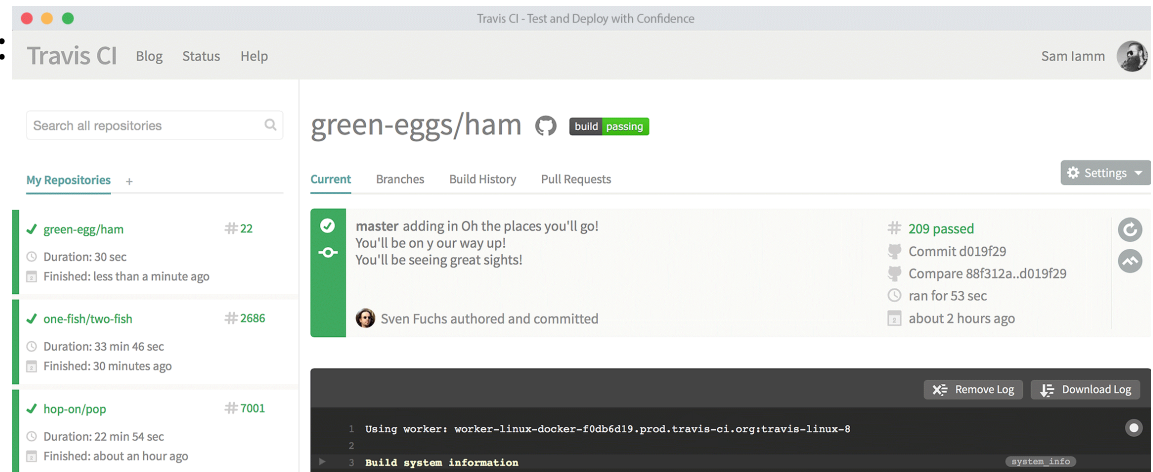 Travis CI - Test and Deploy with Confidence
:
Travis CI Blog Status Help Sam Iamm
Search all repositories
My Repositories +
green-egg/ham # 22
Duration: 30 sec
Finished: less than a minute ago
one-fish/two-fish # 2686
Duration: 33 min 46 sec
Finished: 30 minutes ago
hop-on/pop # 7001
Duration: 22 min 54 sec
Finished: about an hour ago
green-eggs/ham build passing
Current Branches Build History Pull Requests
Settings
master adding in Oh the places you'll go!
You'll be on y our way up!
You'll be seeing great sights!
Sven Fuchs authored and committed
# 209 passed
Commit d019f29
Compare 88f312a..d019f29
ran for 53 sec
about 2 hours ago
Remove Log Download Log
1 Using worker: worker-linux-docker-f0db6d19.prod.travis-ci.org:travis-linux-8
2
3 Build system information system_info